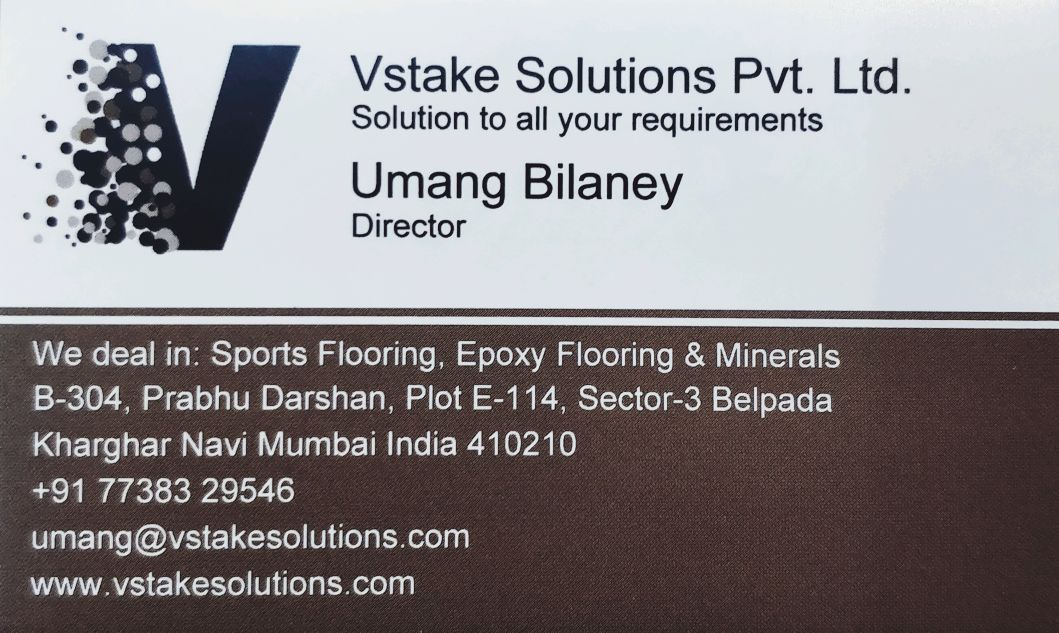 Vstake Solutions Pvt. Ltd.
Solution to all your requirements
Umang Bilaney
Director
We deal in: Sports Flooring, Epoxy Flooring & Minerals
B-304, Prabhu Darshan, Plot E-114, Sector-3 Belpada
Kharghar Navi Mumbai India 410210
+91 77383 29546
umang@vstakesolutions.com
www.vstakesolutions.com